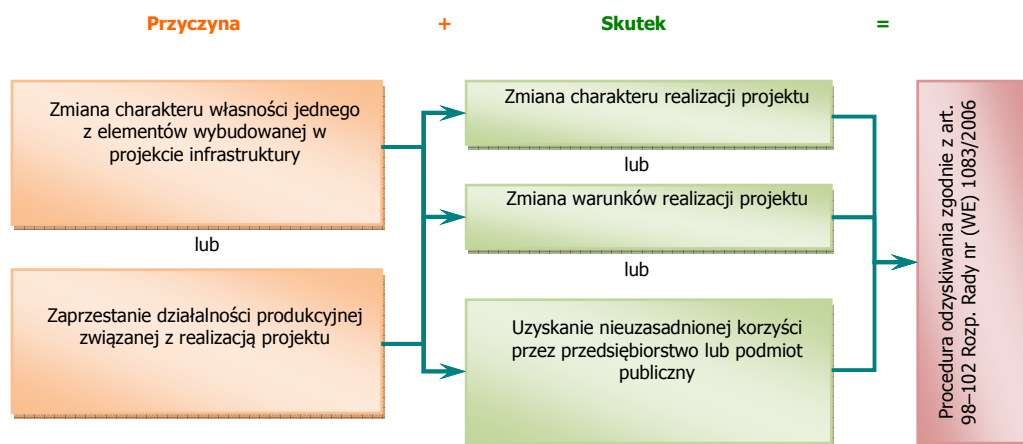 Przyczyna + Skutek =
Zmiana charakteru własności jednego
z elementów wybudowanej w
projekcie infrastruktury
lub
Zaprzestanie działalności produkcyjnej
związanej z realizacją projektu
Zmiana charakteru realizacji projektu
lub
Zmiana warunków realizacji projektu
lub
Uzyskanie nieuzasadnionej korzyści
przez przedsiębiorstwo lub podmiot
publiczny
Procedura odzyskiwania zgodnie z art.
98–102 Rozp. Rady nr (WE) 1083/2006